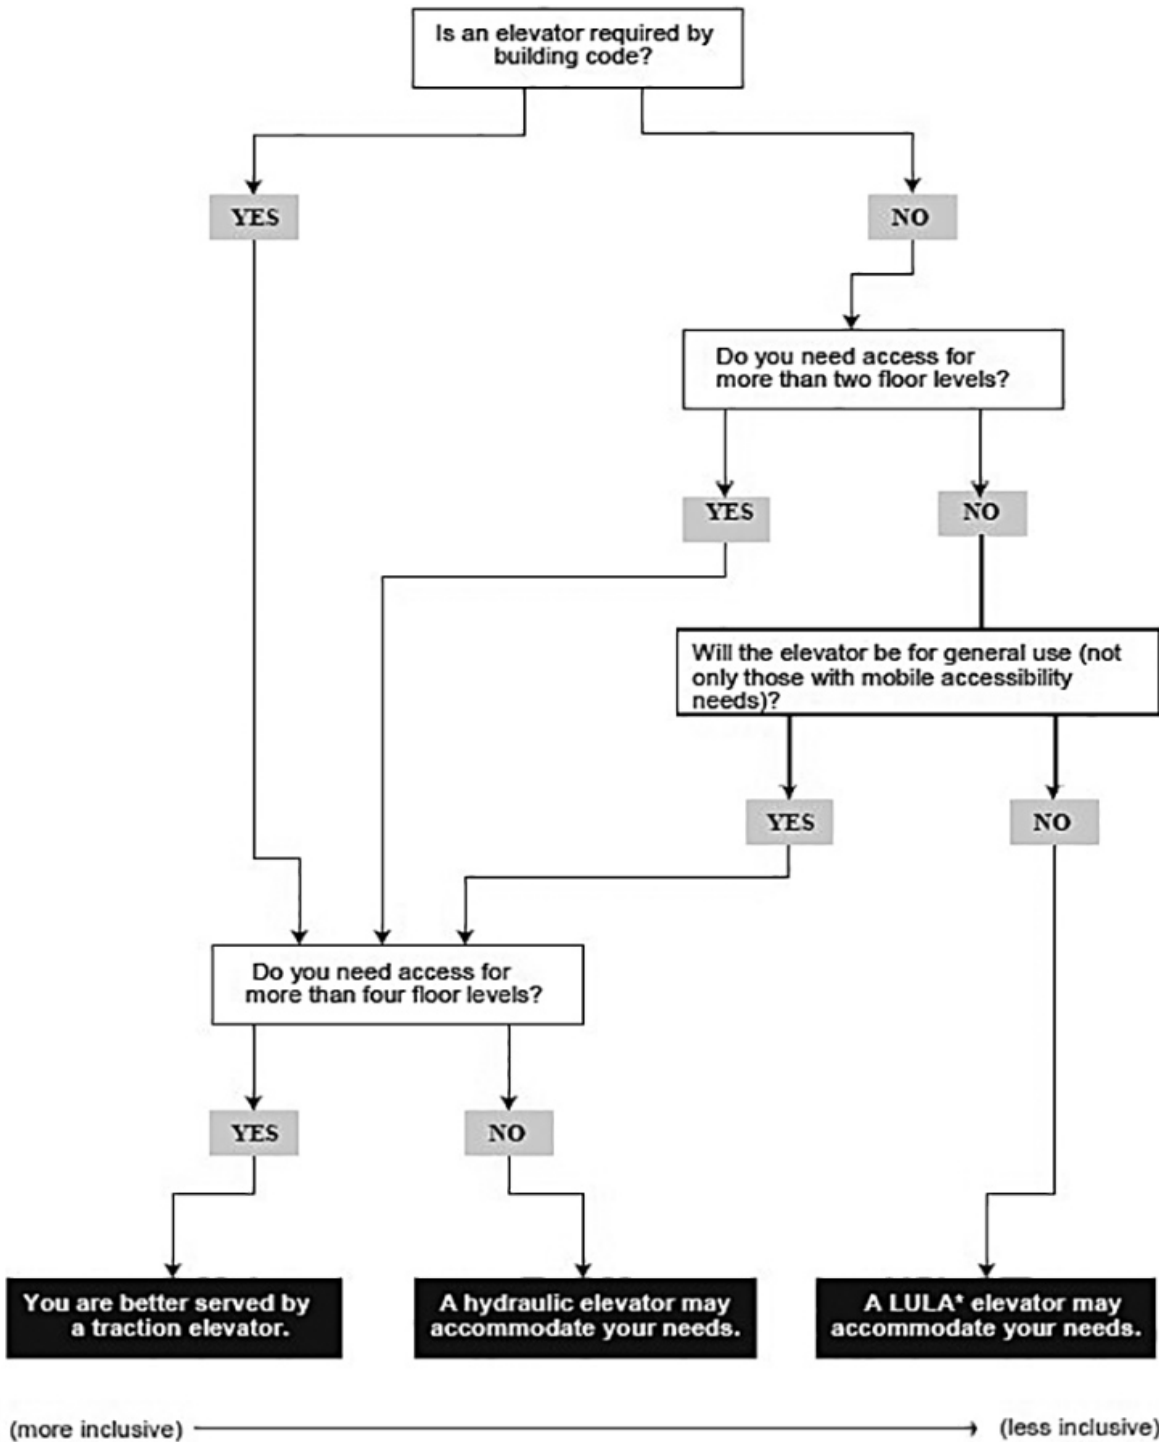 Is an elevator required by
building code?
YES
NO
Do you need access for
more than two floor levels?
YES
NO
Will the elevator be for general use (not
only those with mobile accessibility
needs)?
YES
NO
Do you need access for
more than four floor levels?
YES
NO
You are better served by
a traction elevator.
A hydraulic elevator may
accommodate your needs.
A LULA* elevator may
accommodate your needs.
(more inclusive)
(less inclusive)